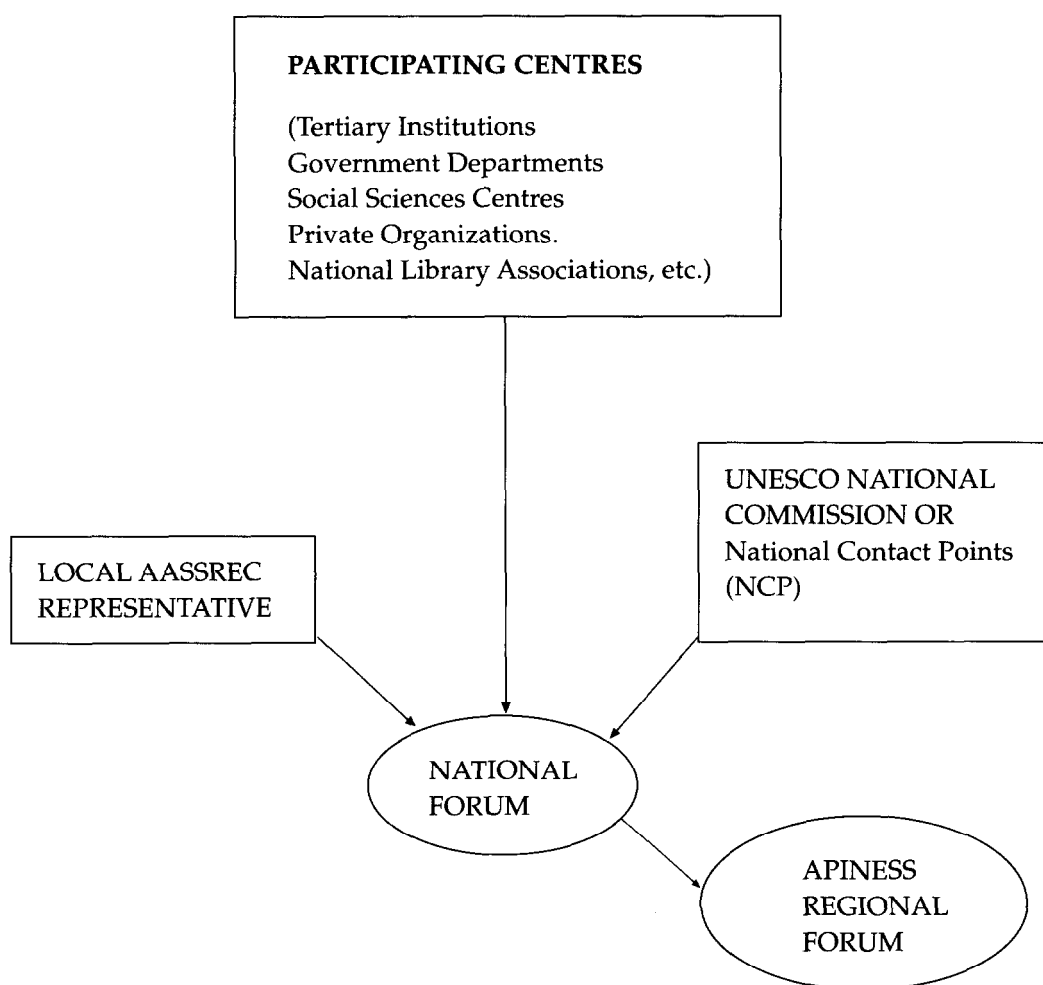 PARTICIPATING CENTRES
(Tertiary Institutions
Government Departments
Social Sciences Centres
Private Organizations.
National Library Associations, etc.)
UNESCO NATIONAL
COMMISSION OR
National Contact Points
(NCP)
LOCAL AASSREC
REPRESENTATIVE
NATIONAL
FORUM
APINESS
REGIONAL
FORUM